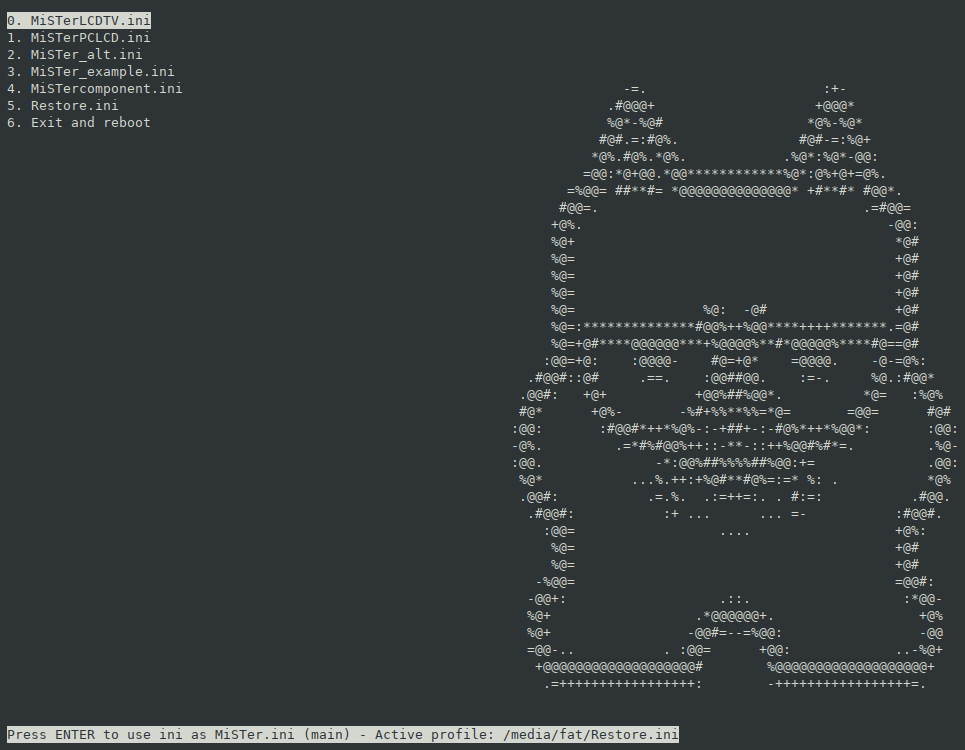 0. MiSTerLCDTV.ini
1. MiSTerPCLCD.ini
2. MiSTer_alt.ini
3. MiSTer_example.ini
4. MiSTercomponent.ini
5. Restore.ini
6. Exit and reboot
Press ENTER to use ini as MiSTer.ini (main) - Active profile: /media/fat/Restore.ini